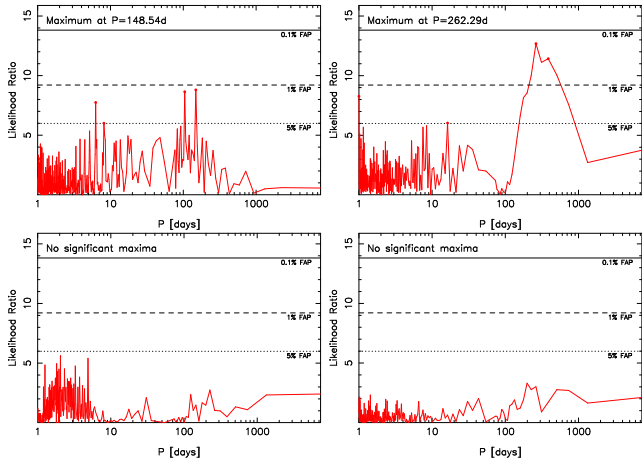 Maximum at P=148.54d
0.1% FAP
1% FAP
5% FAP
Likelihood Ratio
5
10
15
1
10
100
1000
P [days]
Maximum at P=262.29d
0.1% FAP
1% FAP
5% FAP
Likelihood Ratio
5
10
15
1
10
100
1000
P [days]
No significant maxima
0.1% FAP
1% FAP
5% FAP
Likelihood Ratio
5
10
15
1
10
100
1000
P [days]
No significant maxima
0.1% FAP
1% FAP
5% FAP
Likelihood Ratio
5
10
15
1
10
100
1000
P [days]